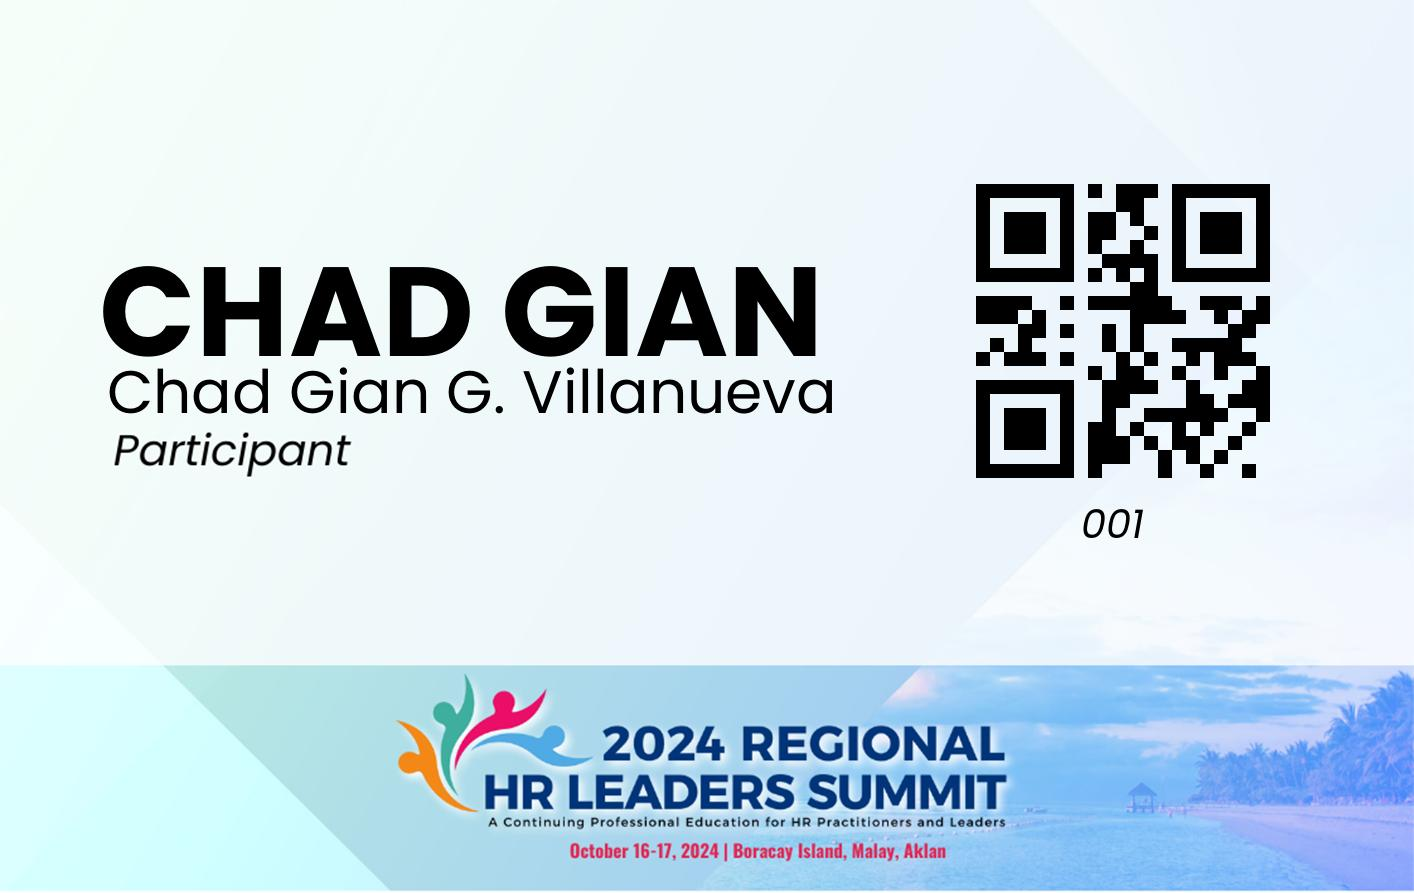 CHAD GIAN
Chad Gian G. Villanueva
Participant
001
2024 REGIONAL
HR LEADERS SUMMIT
A Continuing Professional Education for HR Practitioners and Leaders
October 16-17, 2024 | Boracay Island, Malay, Aklan